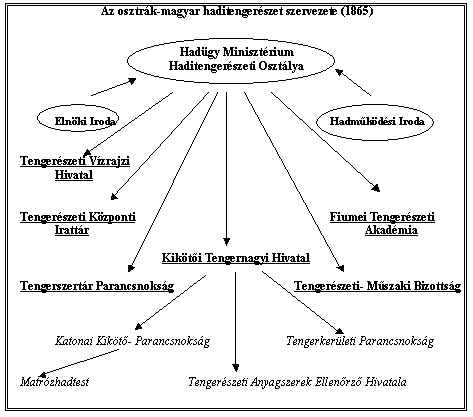 Az osztrák-magyar haditengerészet szervezete (1865)
Hadügy Minisztérium
Haditengerészeti Osztálya
Elnöki Iroda
Hadműködési Iroda
Tengerészeti Vízrajzi
Hivatal
Tengerészeti Központi
Irattár
Fiumei Tengerészeti
Akadémia
Kikötői Tengernagyi Hivatal
Tengerszertár Parancsnokság
Tengerészeti- Műszaki Bizottság
Katonai Kikötő- Parancsnokság
Tengerkerületi Parancsnokság
Matrózhadtest
Tengerészeti Anyagszerek Ellenőrző Hivatala